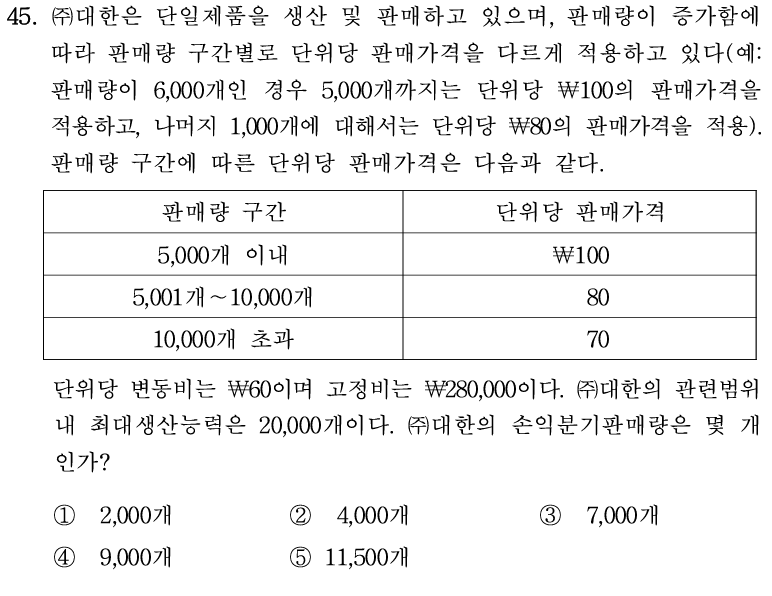 45. ㈜대한은 단일제품을 생산 및 판매하고 있으며, 판매량이 증가함에
따라 판매량 구간별로 단위당 판매가격을 다르게 적용하고 있다(예:
판매량이 6,000개인 경우 5,000개까지는 단위당 ₩100의 판매가격을
적용하고, 나머지 1,000개에 대해서는 단위당 ₩80의 판매가격을 적용).
판매량 구간에 따른 단위당 판매가격은 다음과 같다.
판매량 구간 단위당 판매가격
5,000개 이내 ₩100
5,001개~10,000개 80
10,000개 초과 70
단위당 변동비는 ₩60이며 고정비는 ₩280,000이다. ㈜대한의 관련범위
내 최대생산능력은 20,000개이다. ㈜대한의 손익분기판매량은 몇 개
인가?
① 2,000개 ② 4,000개 ③ 7,000개
④ 9,000개 ⑤ 11,500개